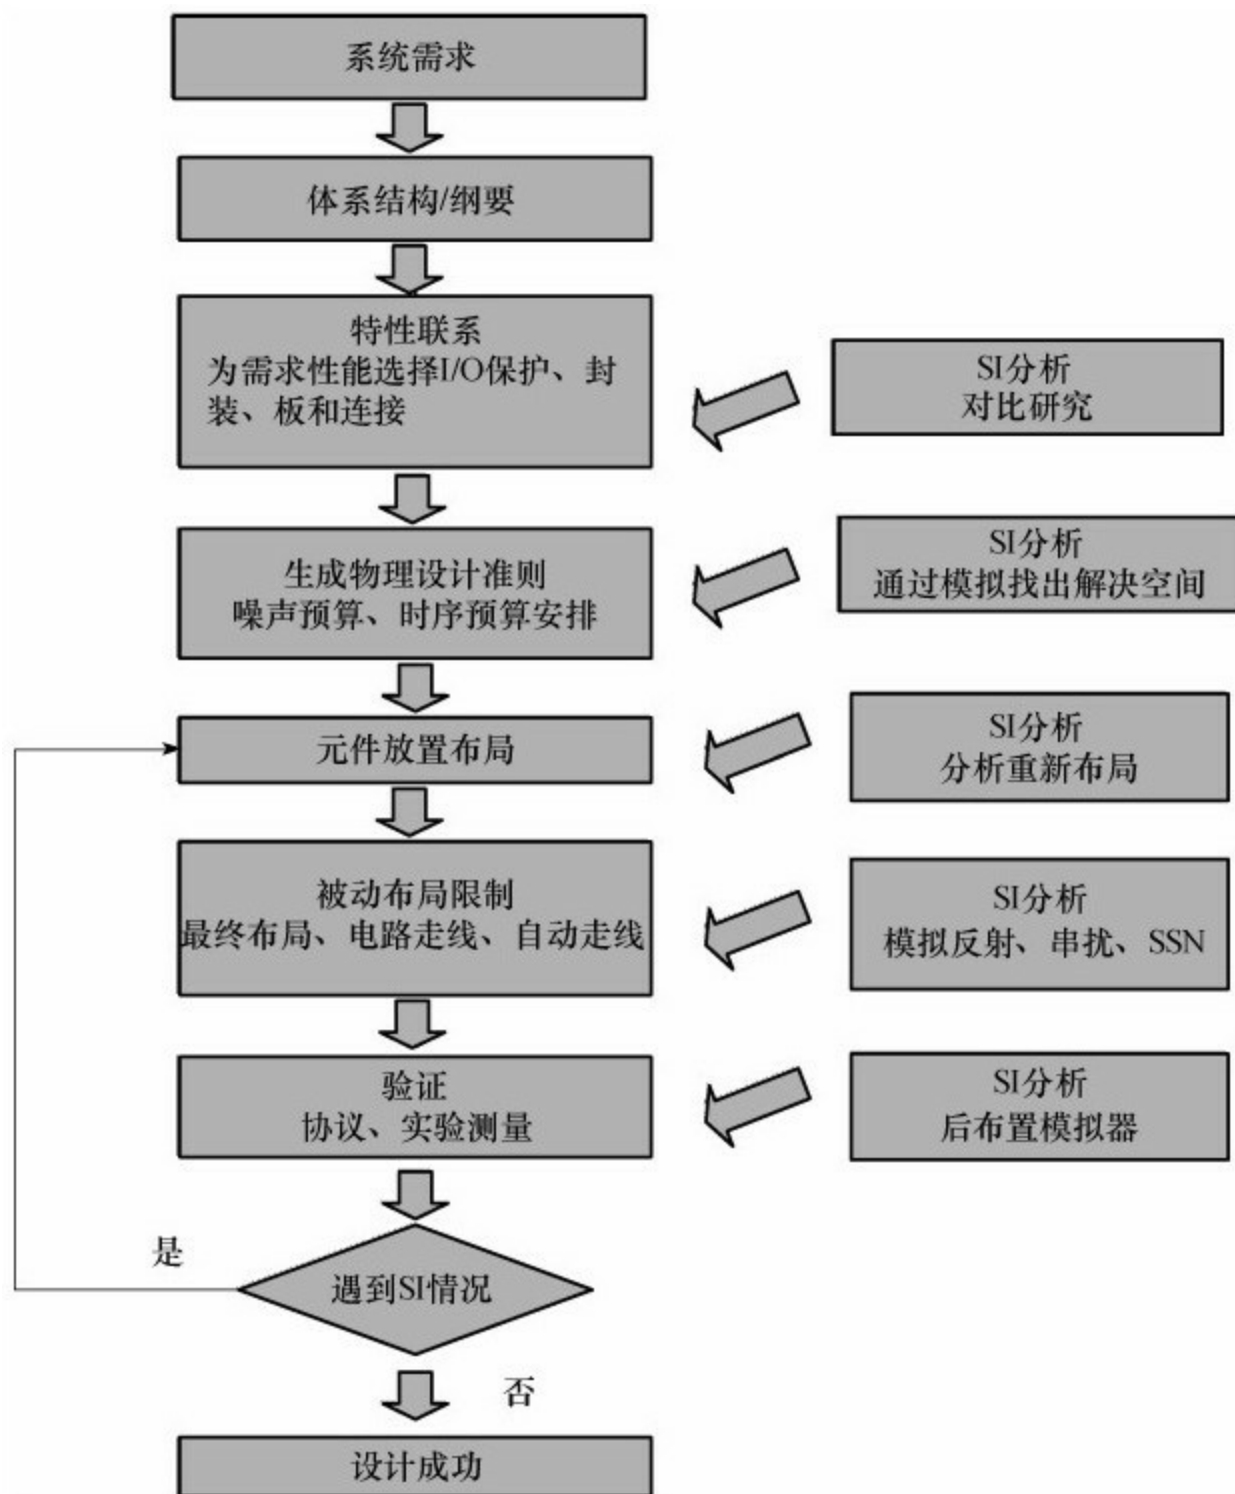 系统需求
体系结构/纲要
特性联系
为需求性能选择I/O保护、封
装、板和连接
SI分析
对比研究
生成物理设计准则
噪声预算、时序预算安排
SI分析
通过模拟找出解决空间
元件放置布局
SI分析
分析重新布局
被动布局限制
最终布局、电路走线、自动走线
SI分析
模拟反射、串扰、SSN
验证
协议、实验测量
SI分析
后布置模拟器
是
遇到SI情况
否
设计成功